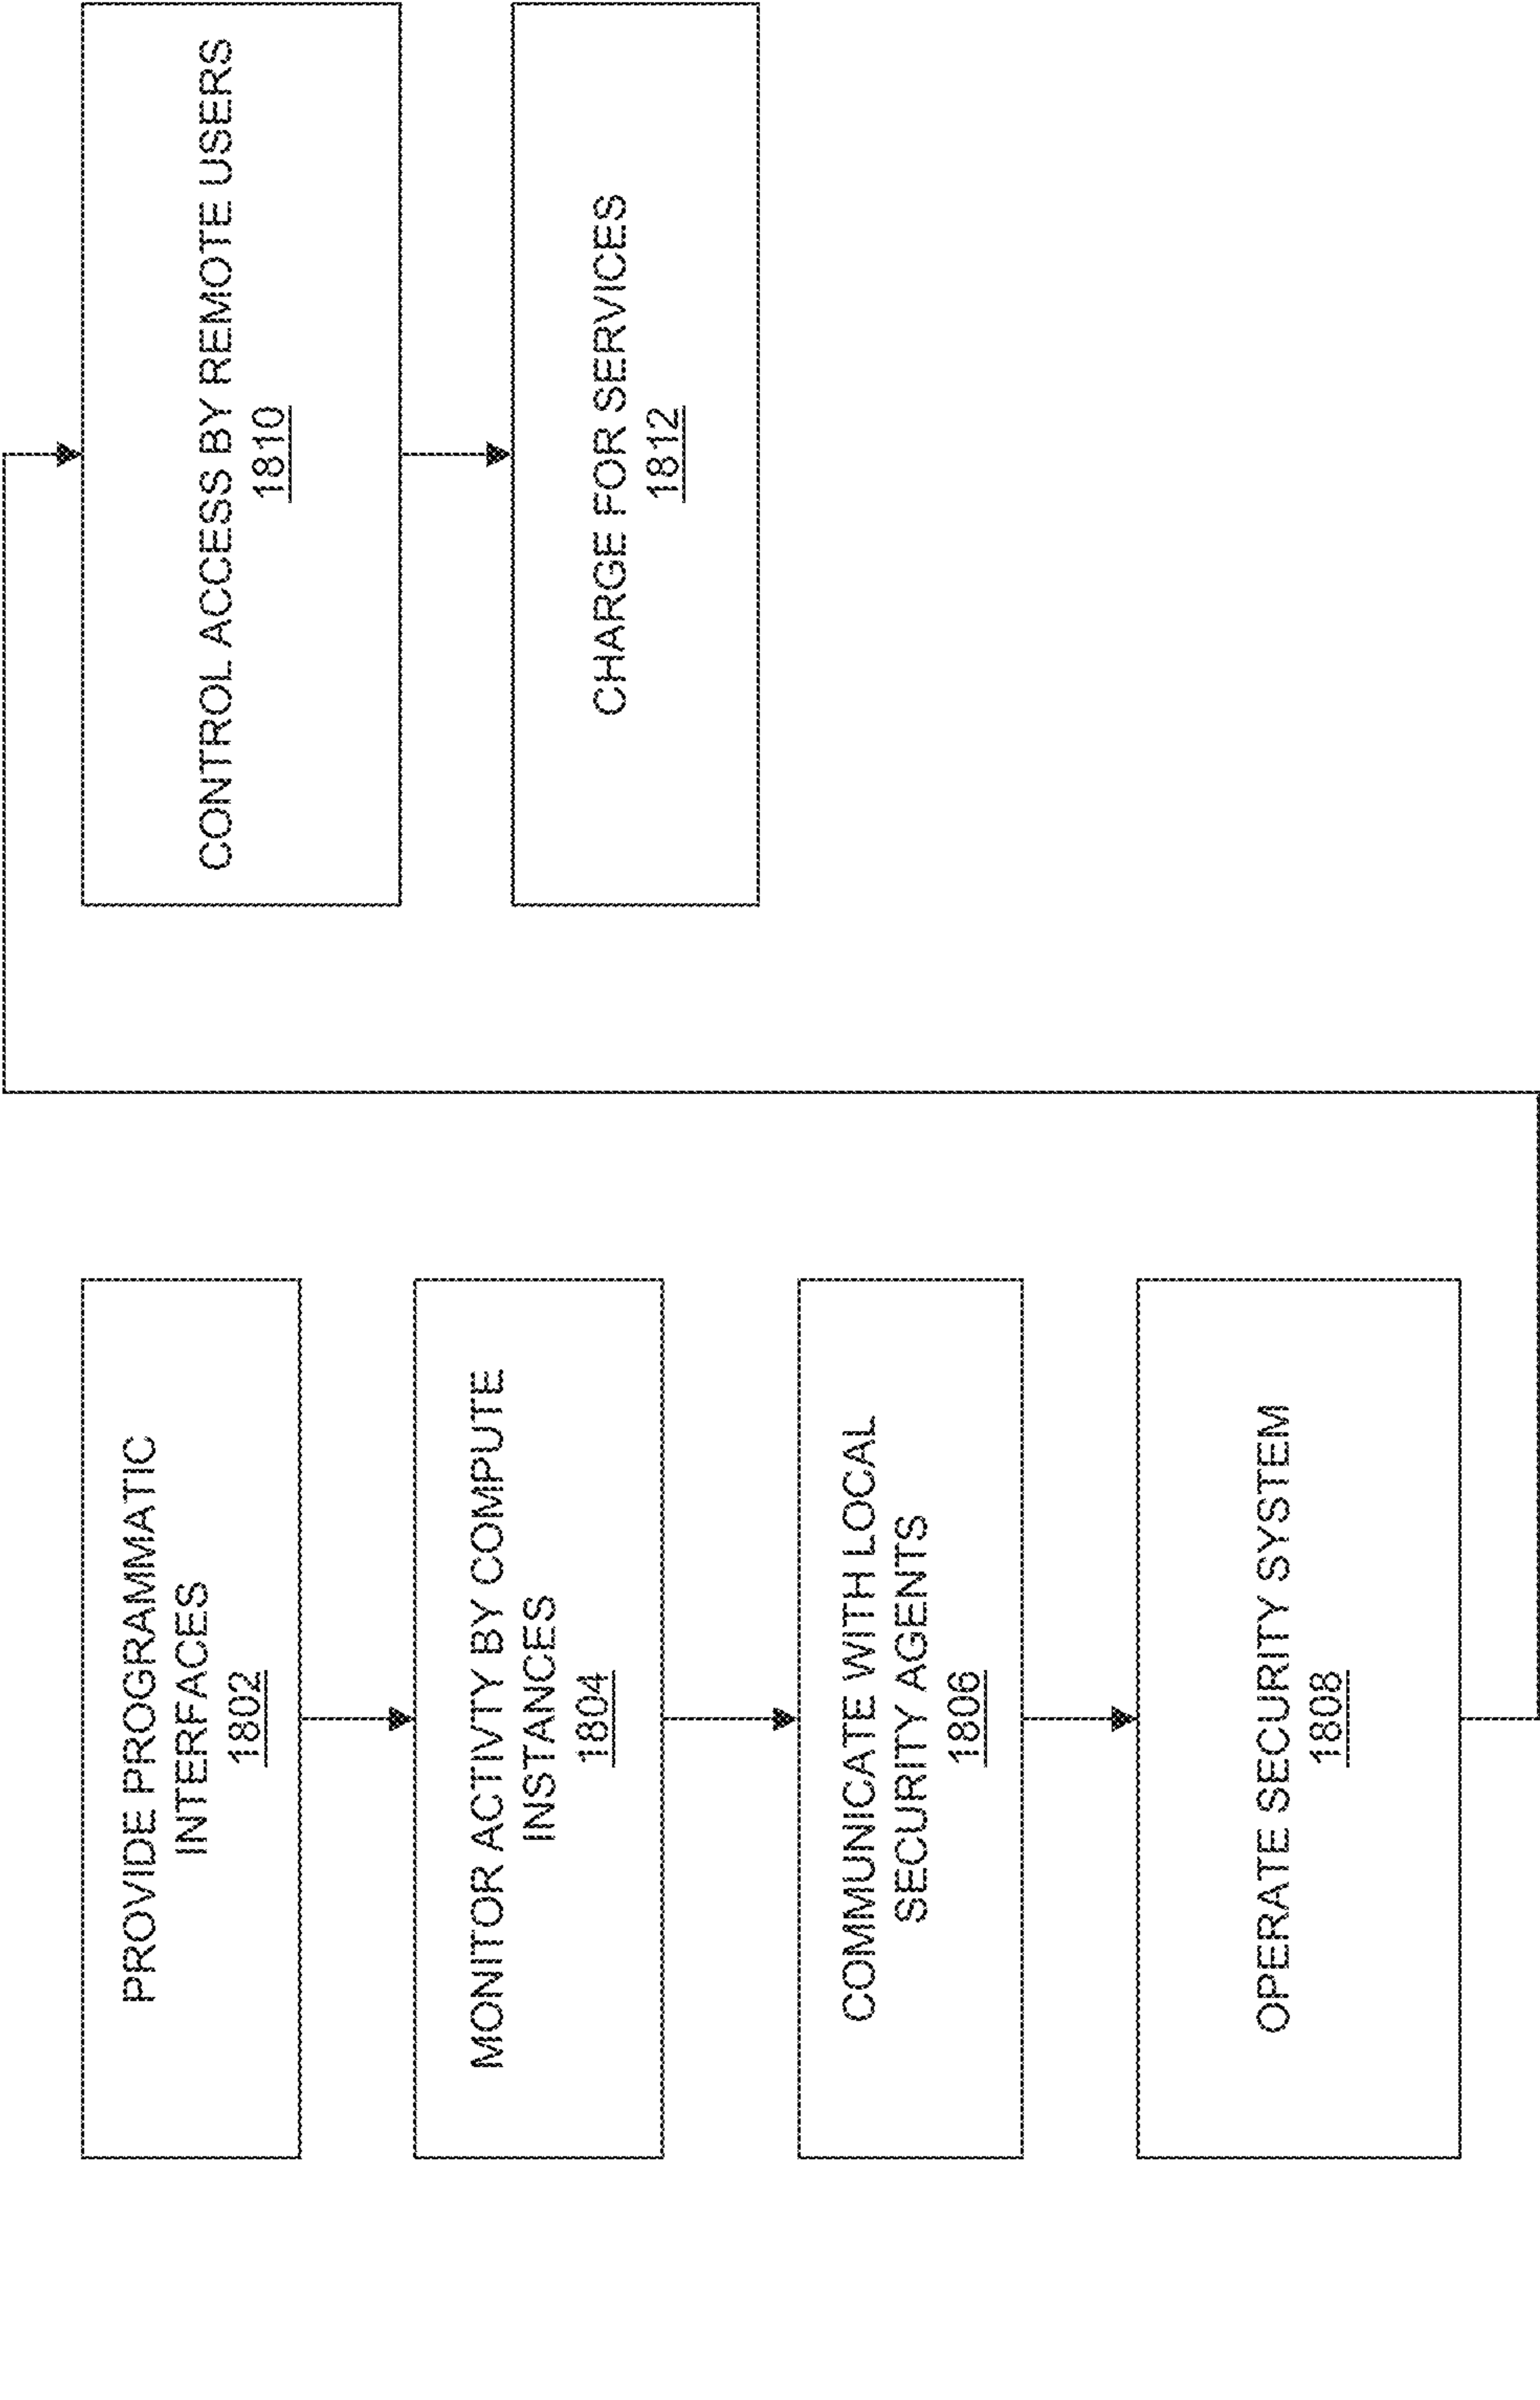 PROVIDE PROGRAMMATIC
INTERFACES
1802
MONITOR ACTIVTY BY COMPUTE
INSTANCES
1804
COMMUNICATE WITH LOCAL
SECURITY AGENTS
1806
OPERATE SECURITY SYSTEM
1808
CONTROL ACCESS BY REMOTE USERS
1810
CHARGE FOR SERVICES
1812